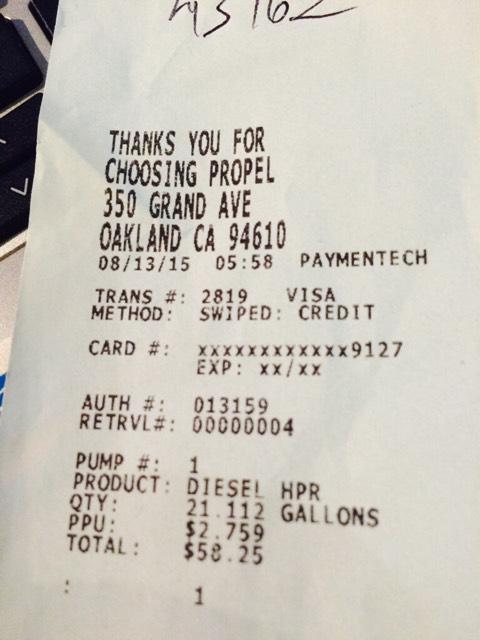 THANKS YOU FOR
CHOOSING PROPEL
350 GRAND AVE
OAKLAND CA 94610
08/13/15 05:58 PAYMENTECH
TRANS #: 2819 VISA
METHOD: SWIPED: CREDIT
CARD #: xxxxxxxxxxxx9127
EXP: xx/xx
AUTH #: 013159
RETRVL#: 00000004
PUMP #: 1
PRODUCT: DIESEL HPR
QTY: 21.112 GALLONS
PPU: $2.759
TOTAL: $58.25
: 1